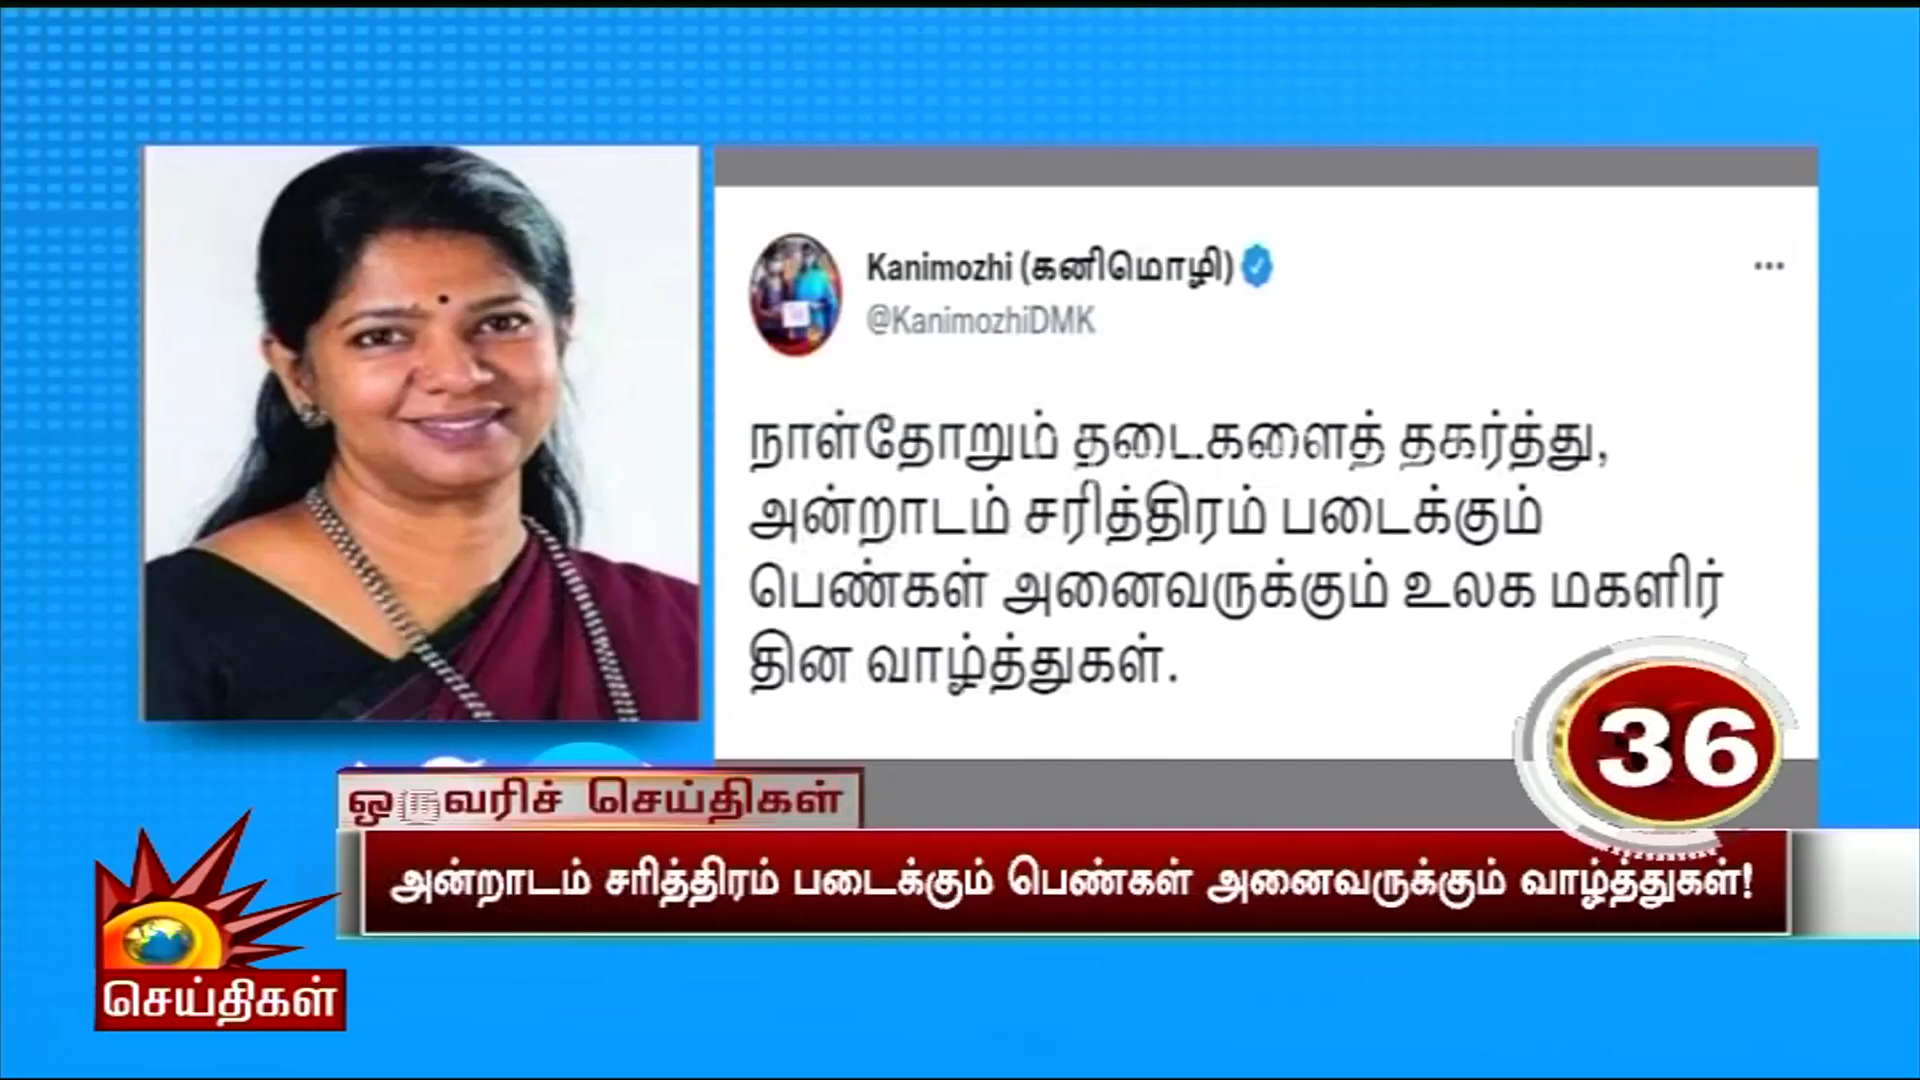 Kanimozhi (கனிமொழி)
@KanimozhiDMK
நாள்தோறும் தடைகளைத் தகர்த்து,
அன்றாடம் சரித்திரம் படைக்கும்
பெண்கள் அனைவருக்கும் உலக மகளிர்
தின வாழ்த்துகள்.
36
ஒருவரிச் செய்திகள்
அன்றாடம் சரித்திரம் படைக்கும் பெண்கள் அனைவருக்கும் வாழ்த்துகள்!
செய்திகள்